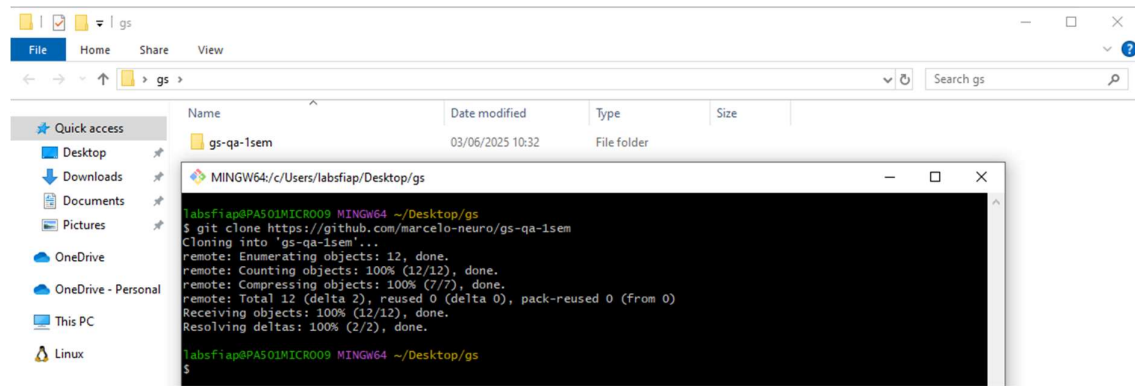 gs
File Home Share View
gs
Search gs
Name Date modified Type Size
Quick access
gs-qa-1sem 03/06/2025 10:32 File folder
Desktop
Downloads
Documents
Pictures
OneDrive
OneDrive - Personal
This PC
Linux
MINGW64:/c/Users/labsfiap/Desktop/gs
labsfiap@PA501MICRO09 MINGW64 ~/Desktop/gs
$ git clone https://github.com/marcelo-neuro/gs-qa-1sem
Cloning into 'gs-qa-1sem'...
remote: Enumerating objects: 12, done.
remote: Counting objects: 100% (12/12), done.
remote: Compressing objects: 100% (7/7), done.
remote: Total 12 (delta 2), reused 0 (delta 0), pack-reused 0 (from 0)
Receiving objects: 100% (12/12), done.
Resolving deltas: 100% (2/2), done.
labsfiap@PA501MICRO09 MINGW64 ~/Desktop/gs
$